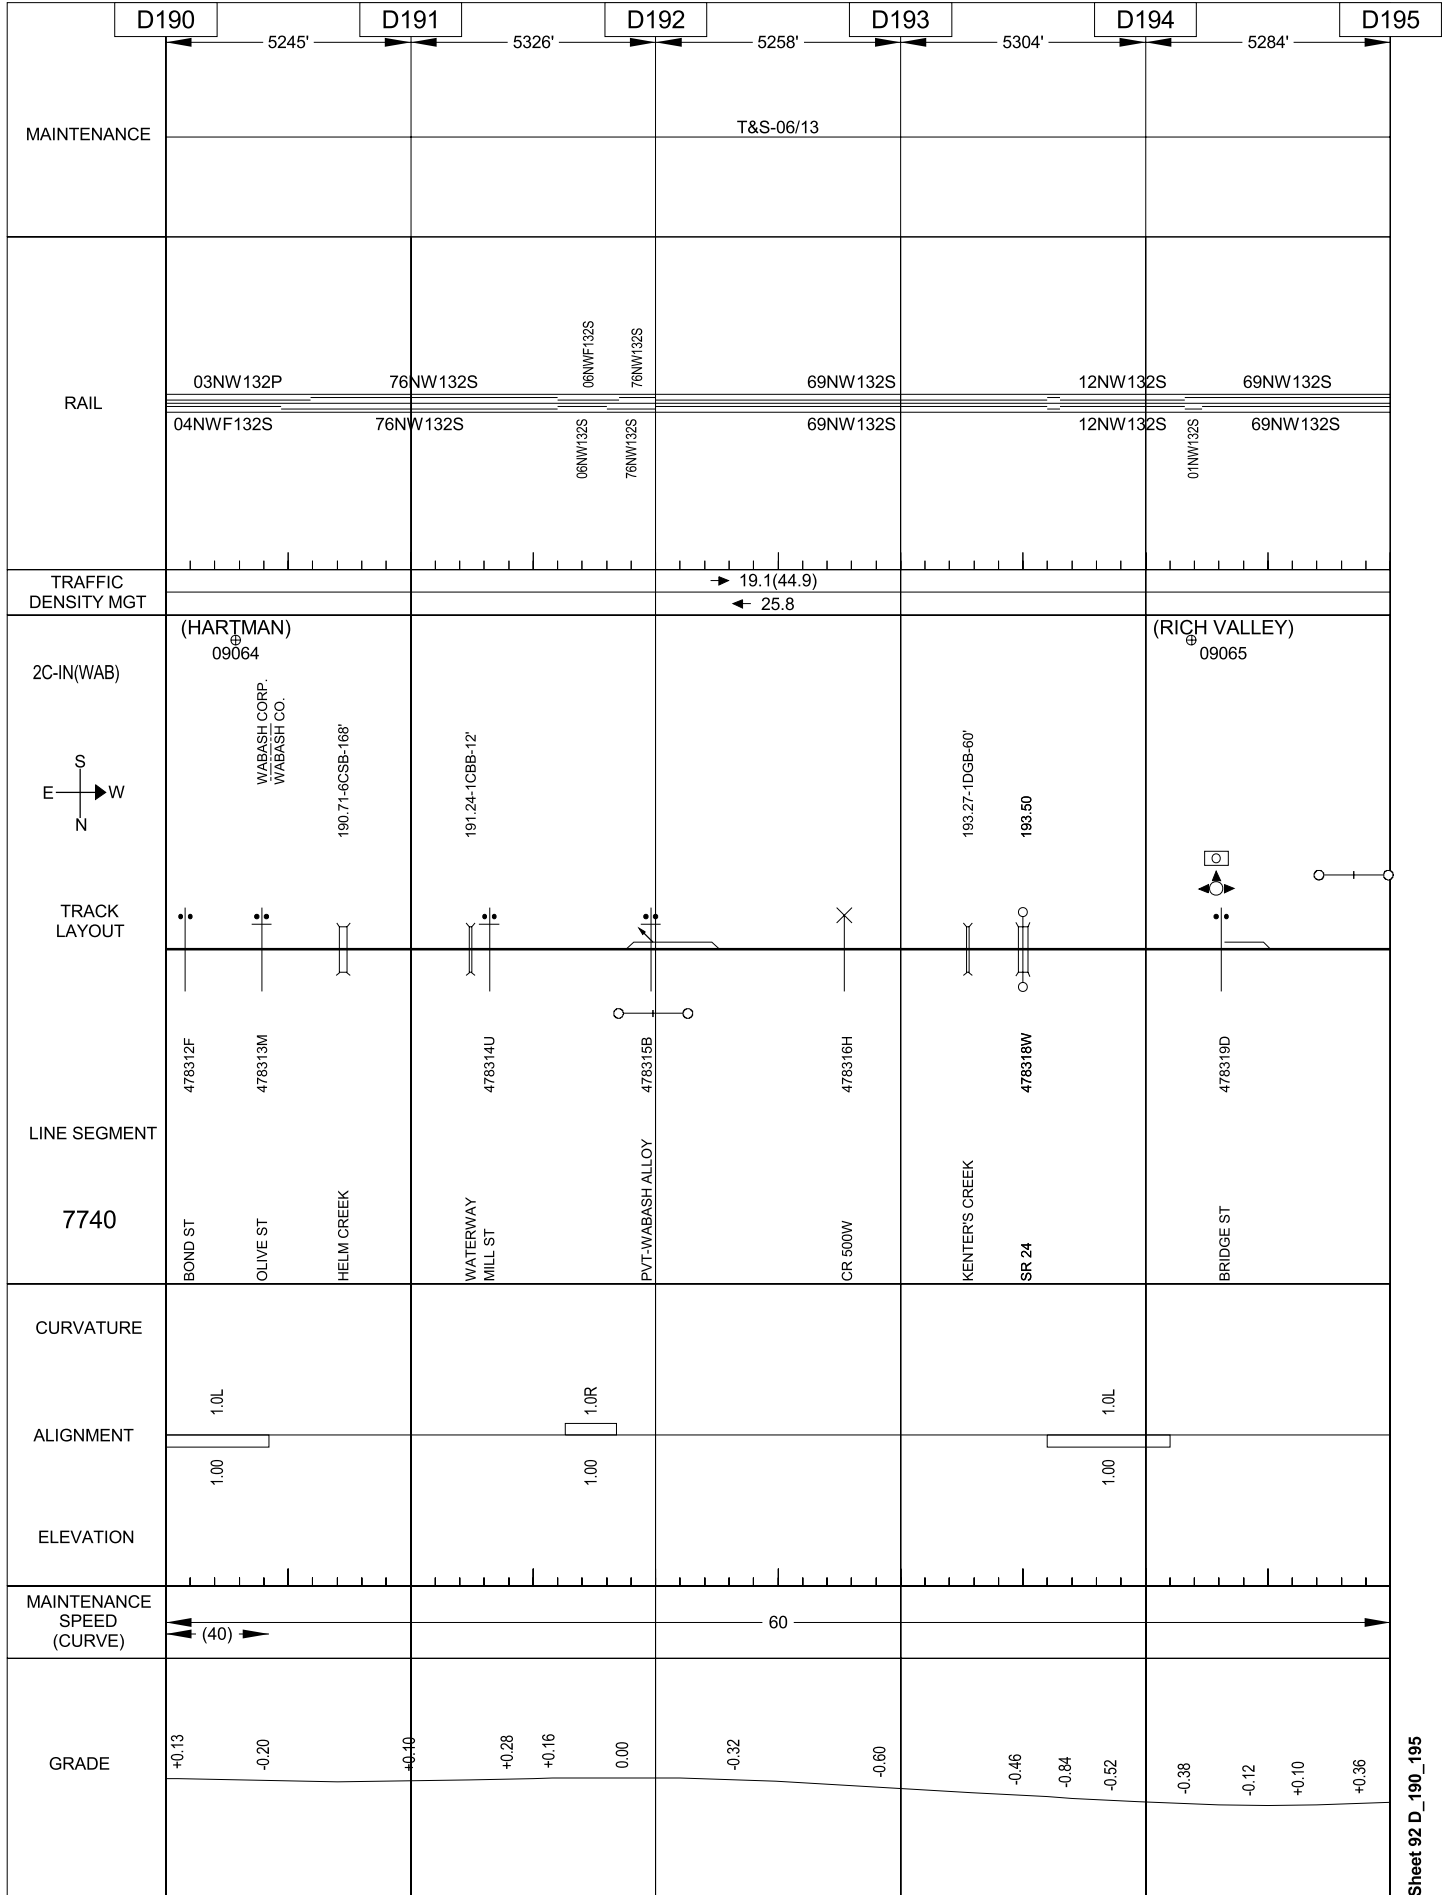 D190 D191 D192 D193 D194 D195
5245' 5326' 5258' 5304' 5284'
MAINTENANCE
T&S-06/13
06NWF132S
76NW132S
03NW132P 76NW132S 69NW132S 12NW132S 69NW132S
RAIL
04NWF132S 76NW132S 69NW132S 12NW132S 69NW132S
06NW132S
76NW132S
01NW132S
TRAFFIC
DENSITY MGT
19.1(44.9)
25.8
(HARTMAN) (RICH VALLEY)
09064 09065
2C-IN(WAB)
WABASH CORP.
WABASH CO.
190.71-6CSB-168'
191.24-1CBB-12'
193.27-1DGB-60'
193.50
S
E W
N
TRACK
LAYOUT
478312F
478313M
478314U
478315B
478316H
478318W
478319D
LINE SEGMENT
7740
BOND ST
OLIVE ST
HELM CREEK
WATERWAY
MILL ST
PVT-WABASH ALLOY
CR 500W
KENTER'S CREEK
SR 24
BRIDGE ST
CURVATURE
1.0L 1.0R 1.0L
ALIGNMENT
1.00 1.00 1.00
ELEVATION
MAINTENANCE
SPEED
(CURVE)
60
(40)
GRADE
+0.13
-0.20
+0.10
+0.28
+0.16
0.00
-0.32
-0.60
-0.46
-0.84
-0.52
-0.38
-0.12
+0.10
+0.36
Sheet 92 D_190_195